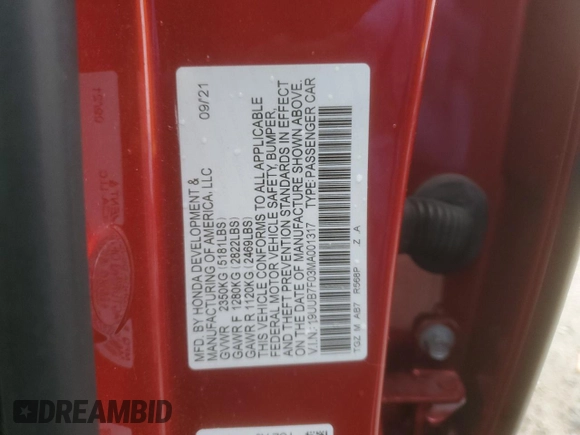 09/21
MFD. BY HONDA DEVELOPMENT &
MANUFACTURING OF AMERICA, LLC
GVWR 2350KG (5181LBS)
GAWR F 1280KG (2822LBS)
GAWR R 1120KG (2469LBS)
THIS VEHICLE CONFORMS TO ALL APPLICABLE
FEDERAL MOTOR VEHICLE SAFETY, BUMPER,
AND THEFT PREVENTION STANDARDS IN EFFECT
ON THE DATE OF MANUFACTURE SHOWN ABOVE.
V.I.N.: 19UUB7F03MA001317 TYPE:PASSENGER CAR
TGZ M AB7 R568P Z A
DREAMBID